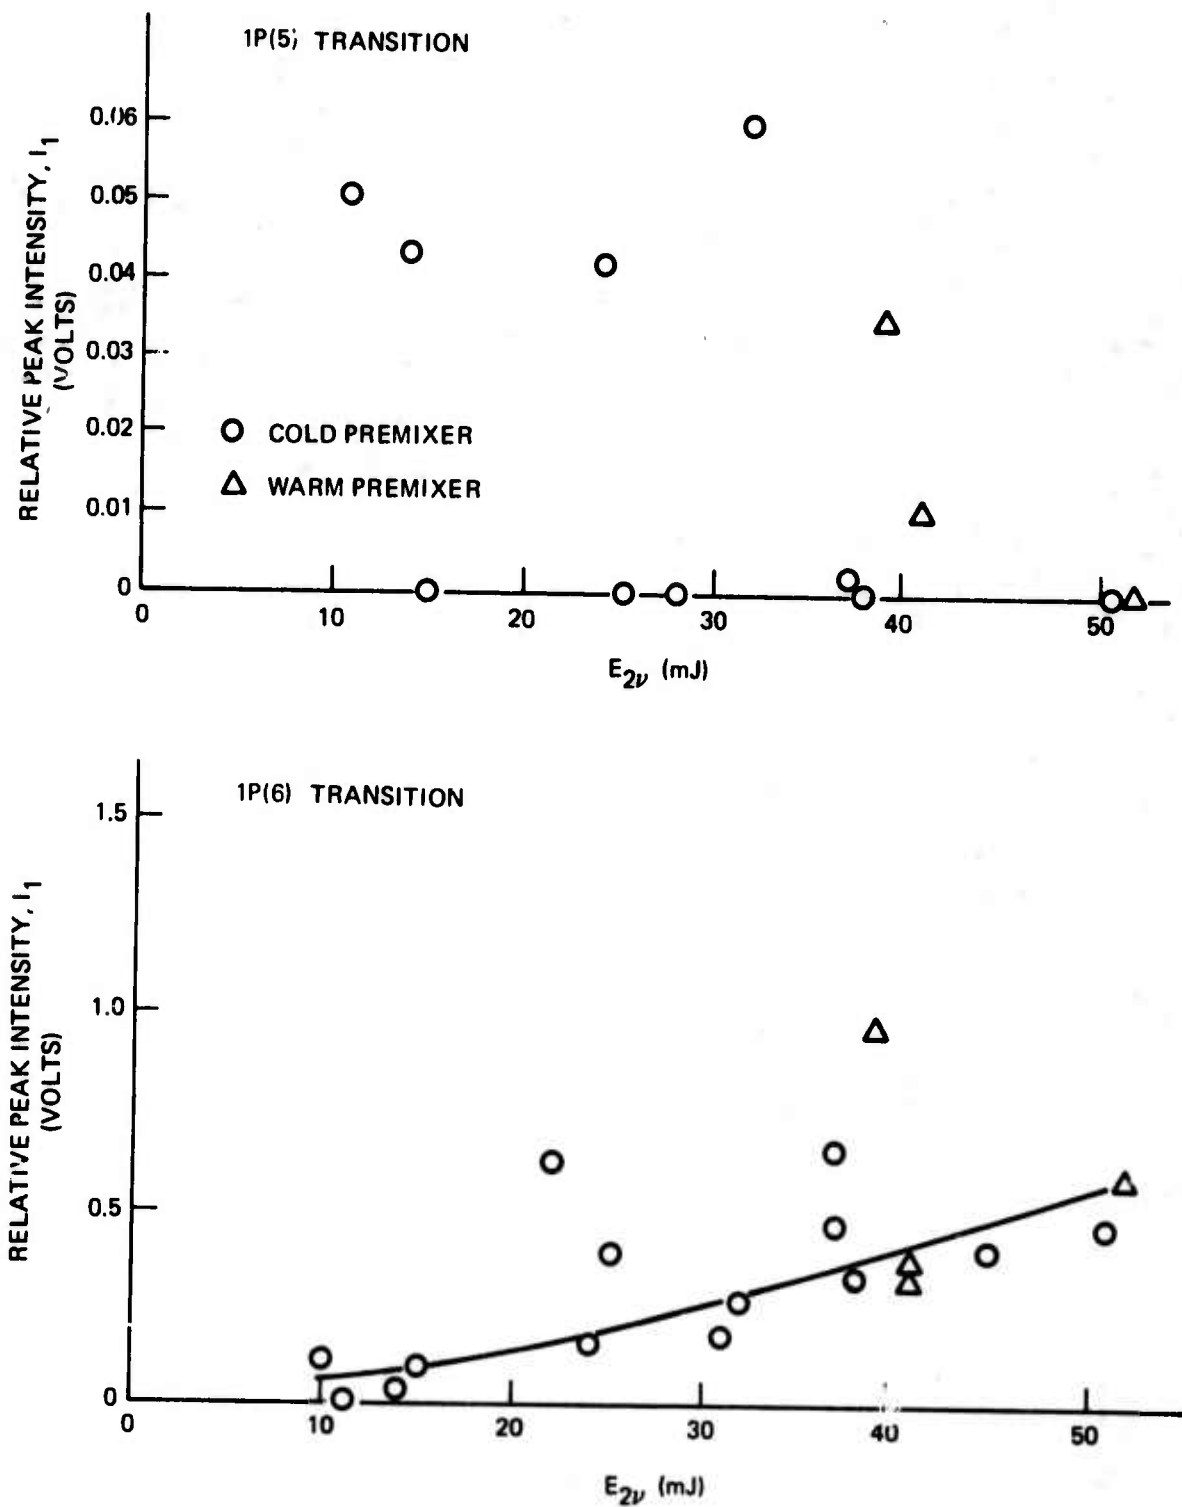 1P(5) TRANSITION
RELATIVE PEAK INTENSITY, I1
(VOLTS)
0.06
0.05
0.04
0.03
0.02
0.01
0
COLD PREMIXER
WARM PREMIXER
0 10 20 30 40 50
E2ν (mJ)
1P(6) TRANSITION
RELATIVE PEAK INTENSITY, I1
(VOLTS)
1.5
1.0
0.5
0
0 10 20 30 40 50
E2ν (mJ)